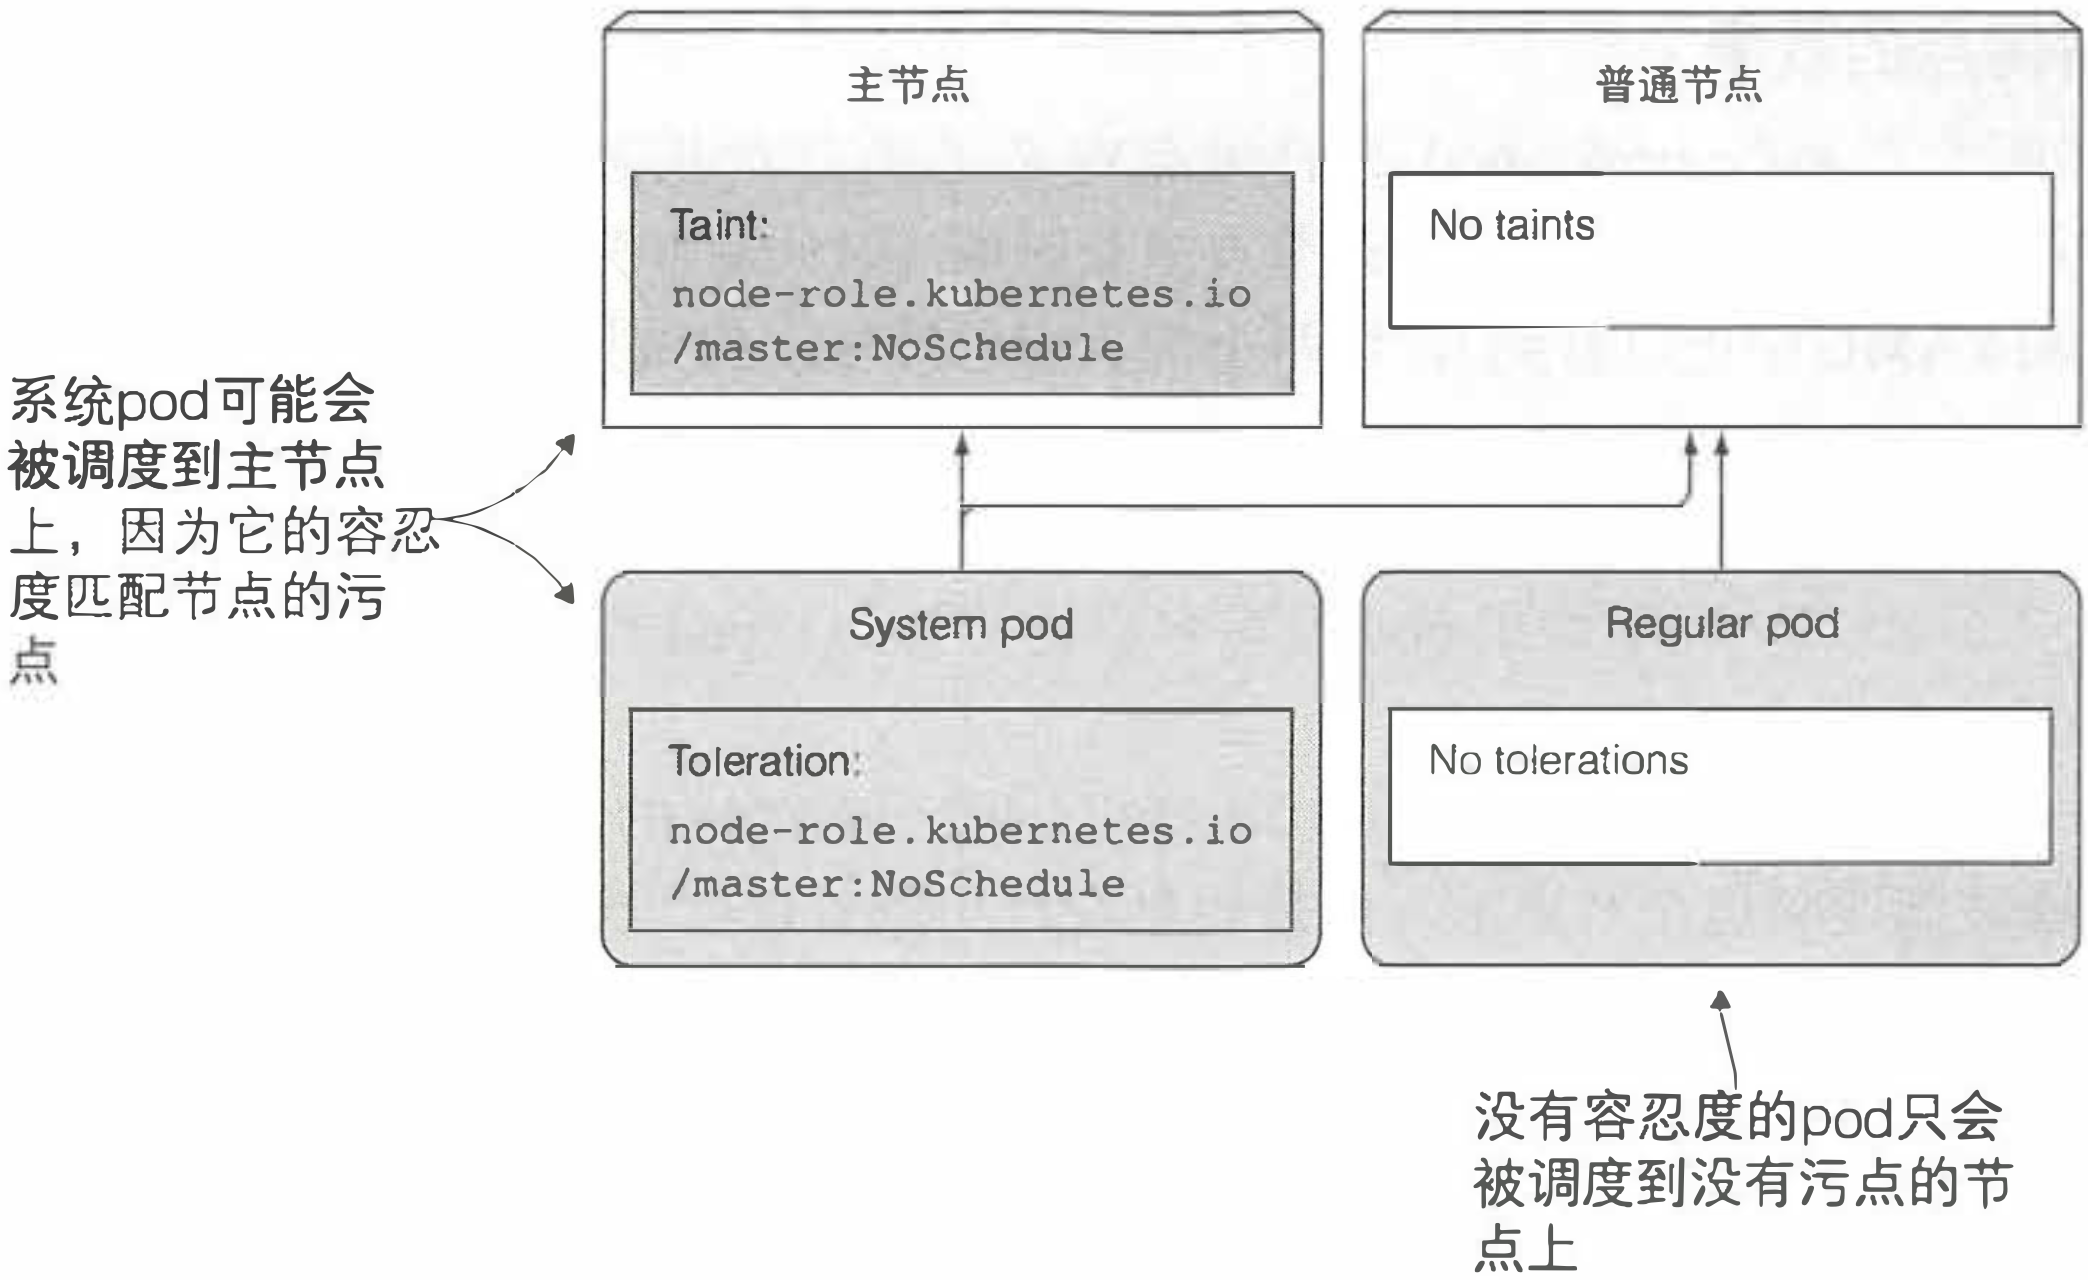 主节点
Taint:
node-role.kubernetes.io
/master:NoSchedule
普通节点
No taints
系统pod可能会
被调度到主节点
上，因为它的容忍
度匹配节点的污
点
System pod
Toleration:
node-role.kubernetes.io
/master:NoSchedule
Regular pod
No tolerations
没有容忍度的pod只会
被调度到没有污点的节
点上